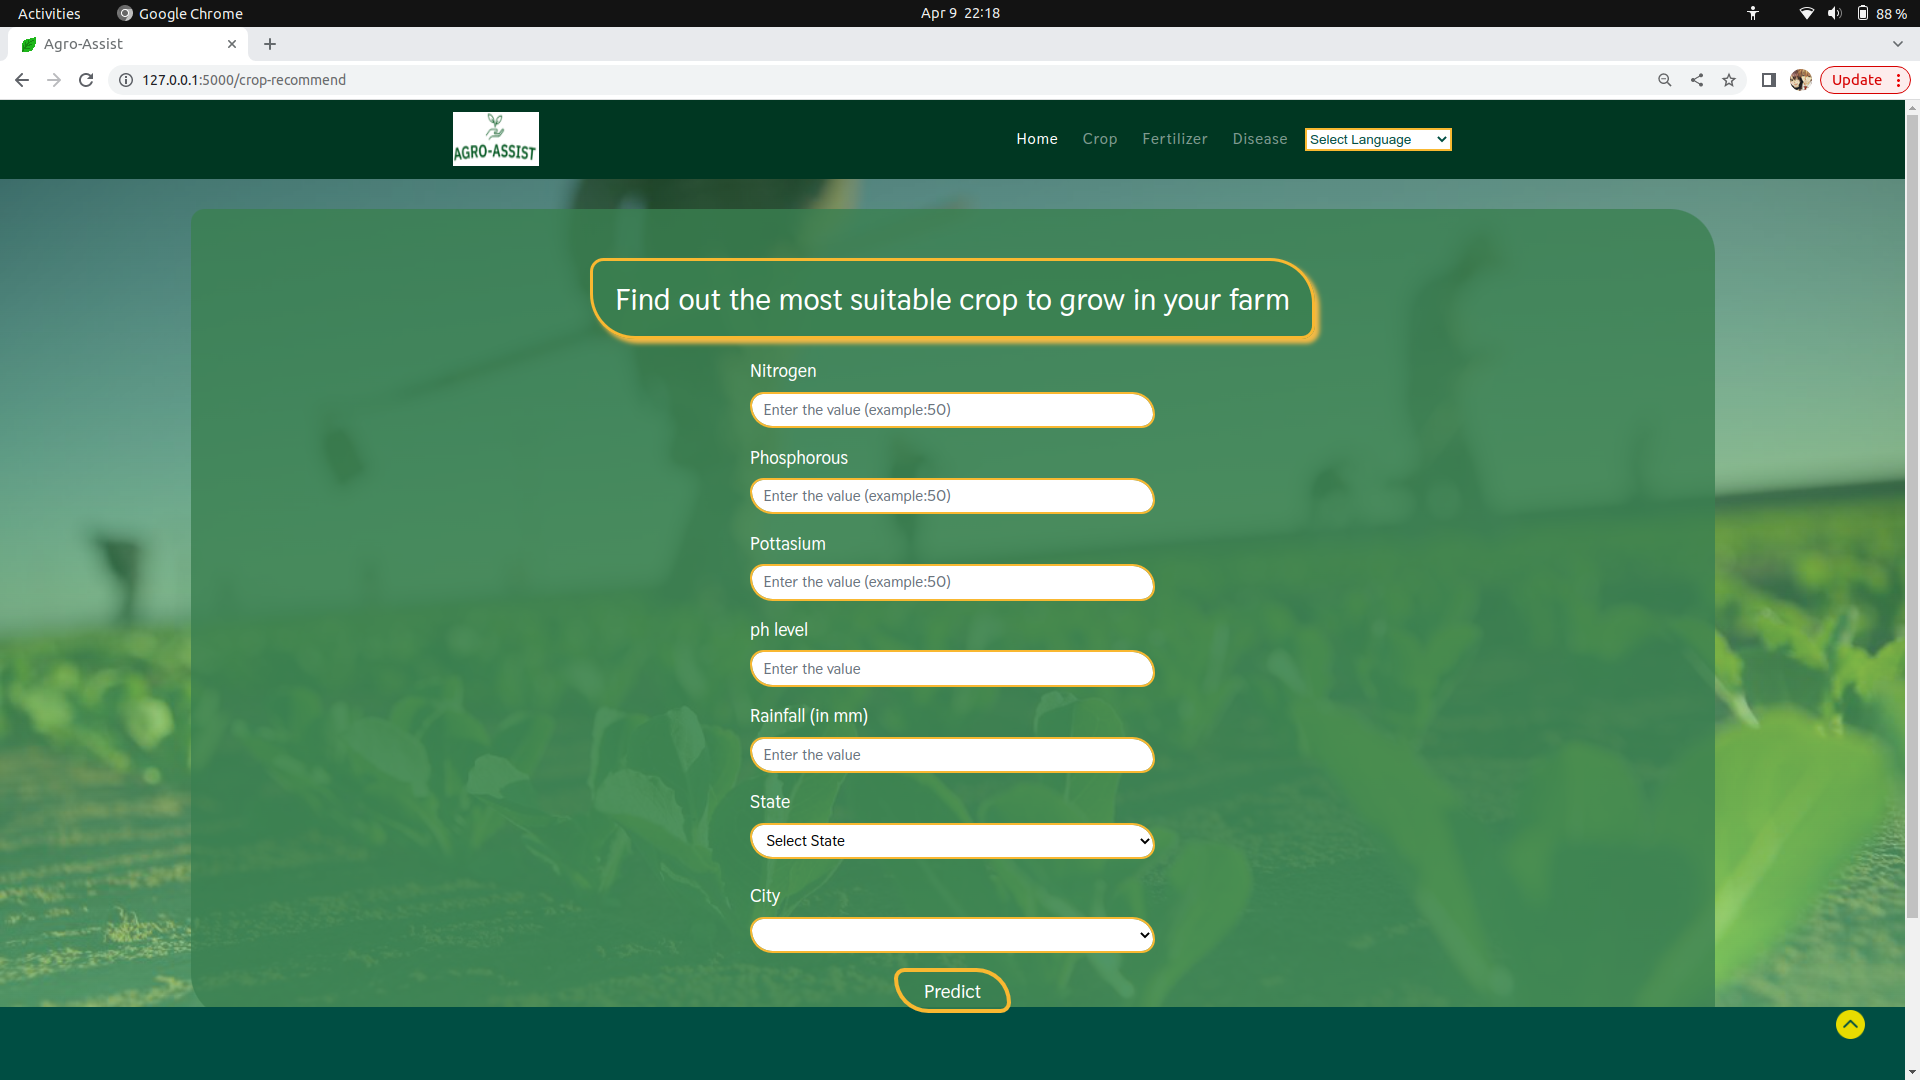 Activities Google Chrome Apr 9 22:18 88 %
Agro-Assist
127.0.0.1:5000/crop-recommend Update
AGRO-ASSIST Home Crop Fertilizer Disease Select Language
Find out the most suitable crop to grow in your farm
Nitrogen
Enter the value (example:50)
Phosphorous
Enter the value (example:50)
Pottasium
Enter the value (example:50)
ph level
Enter the value
Rainfall (in mm)
Enter the value
State
Select State
City
Predict